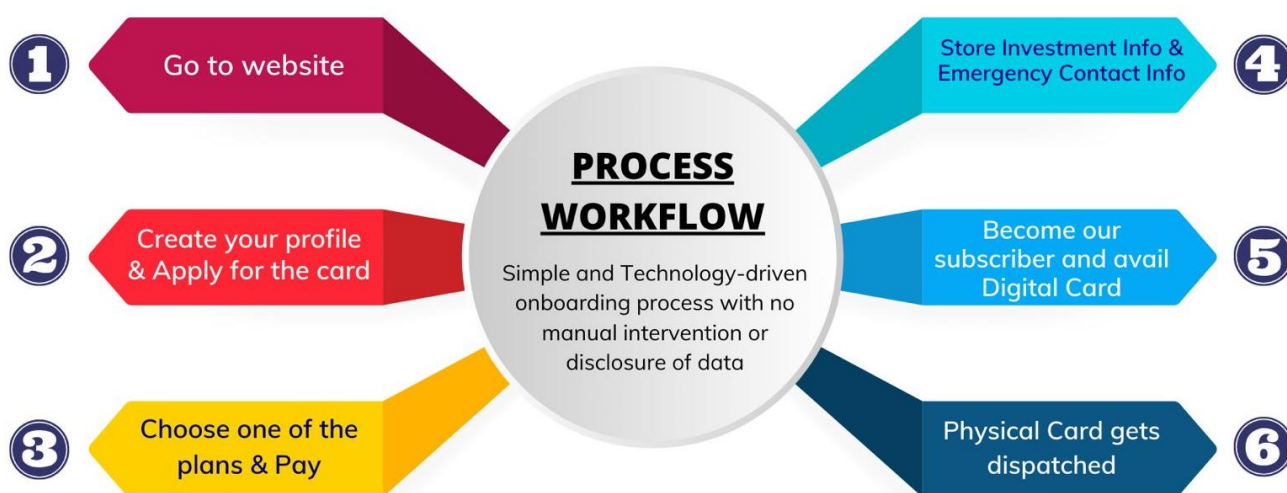 PROCESS
WORKFLOW
Simple and Technology-driven
onboarding process with no
manual intervention or
disclosure of data
1
Go to website
2
Create your profile
& Apply for the card
3
Choose one of the
plans & Pay
4
Store Investment Info &
Emergency Contact Info
5
Become our
subscriber and avail
Digital Card
6
Physical Card gets
dispatched